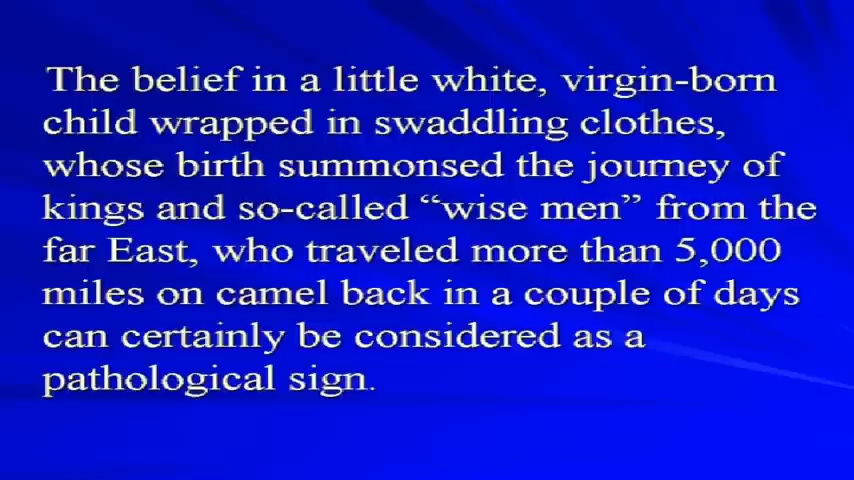 The belief in a little white, virgin-born
child wrapped in swaddling clothes,
whose birth summonsed the journey of
kings and so-called “wise men” from the
far East, who traveled more than 5,000
miles on camel back in a couple of days
can certainly be considered as a
pathological sign.